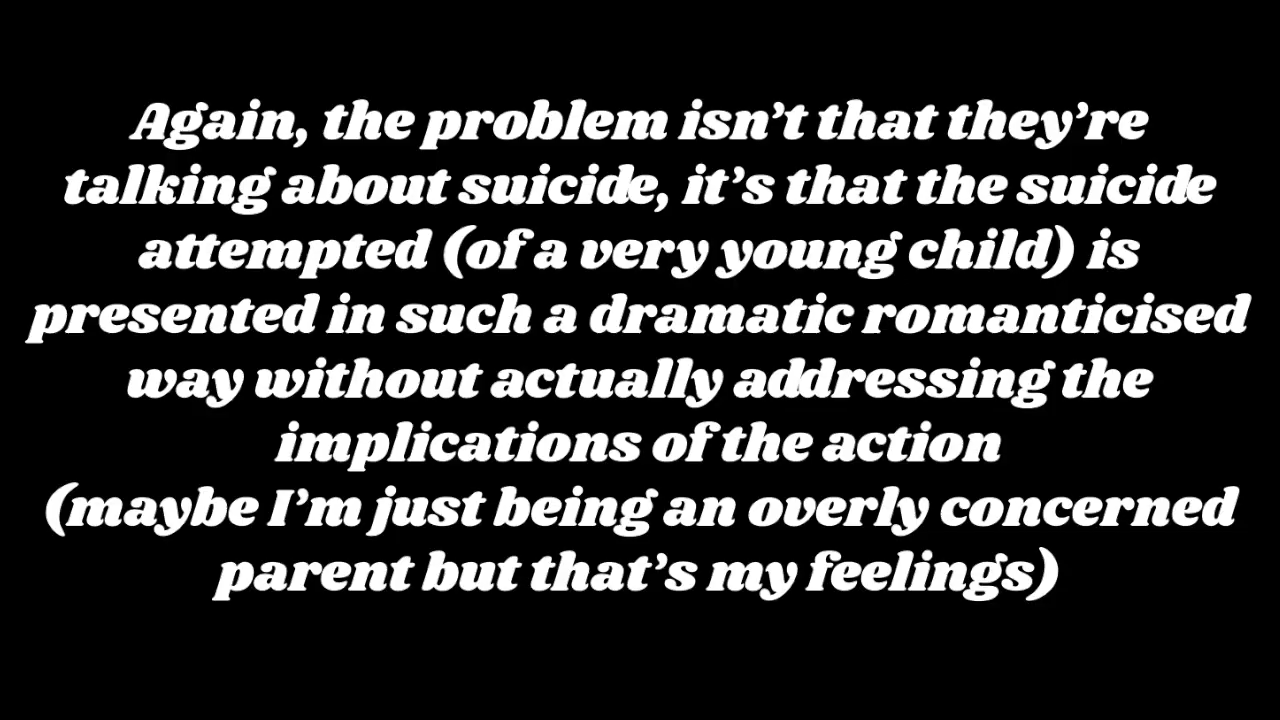 Again, the problem isn’t that they’re
talking about suicide, it’s that the suicide
attempted (of a very young child) is
presented in such a dramatic romanticised
way without actually addressing the
implications of the action
(maybe I’m just being an overly concerned
parent but that’s my feelings)